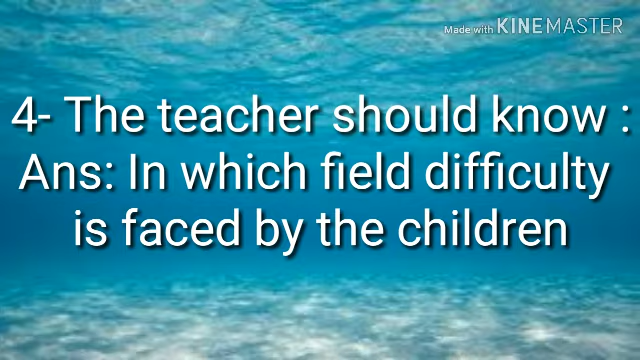 Made with KINEMASTER
4- The teacher should know :
Ans: In which field difficulty
is faced by the children